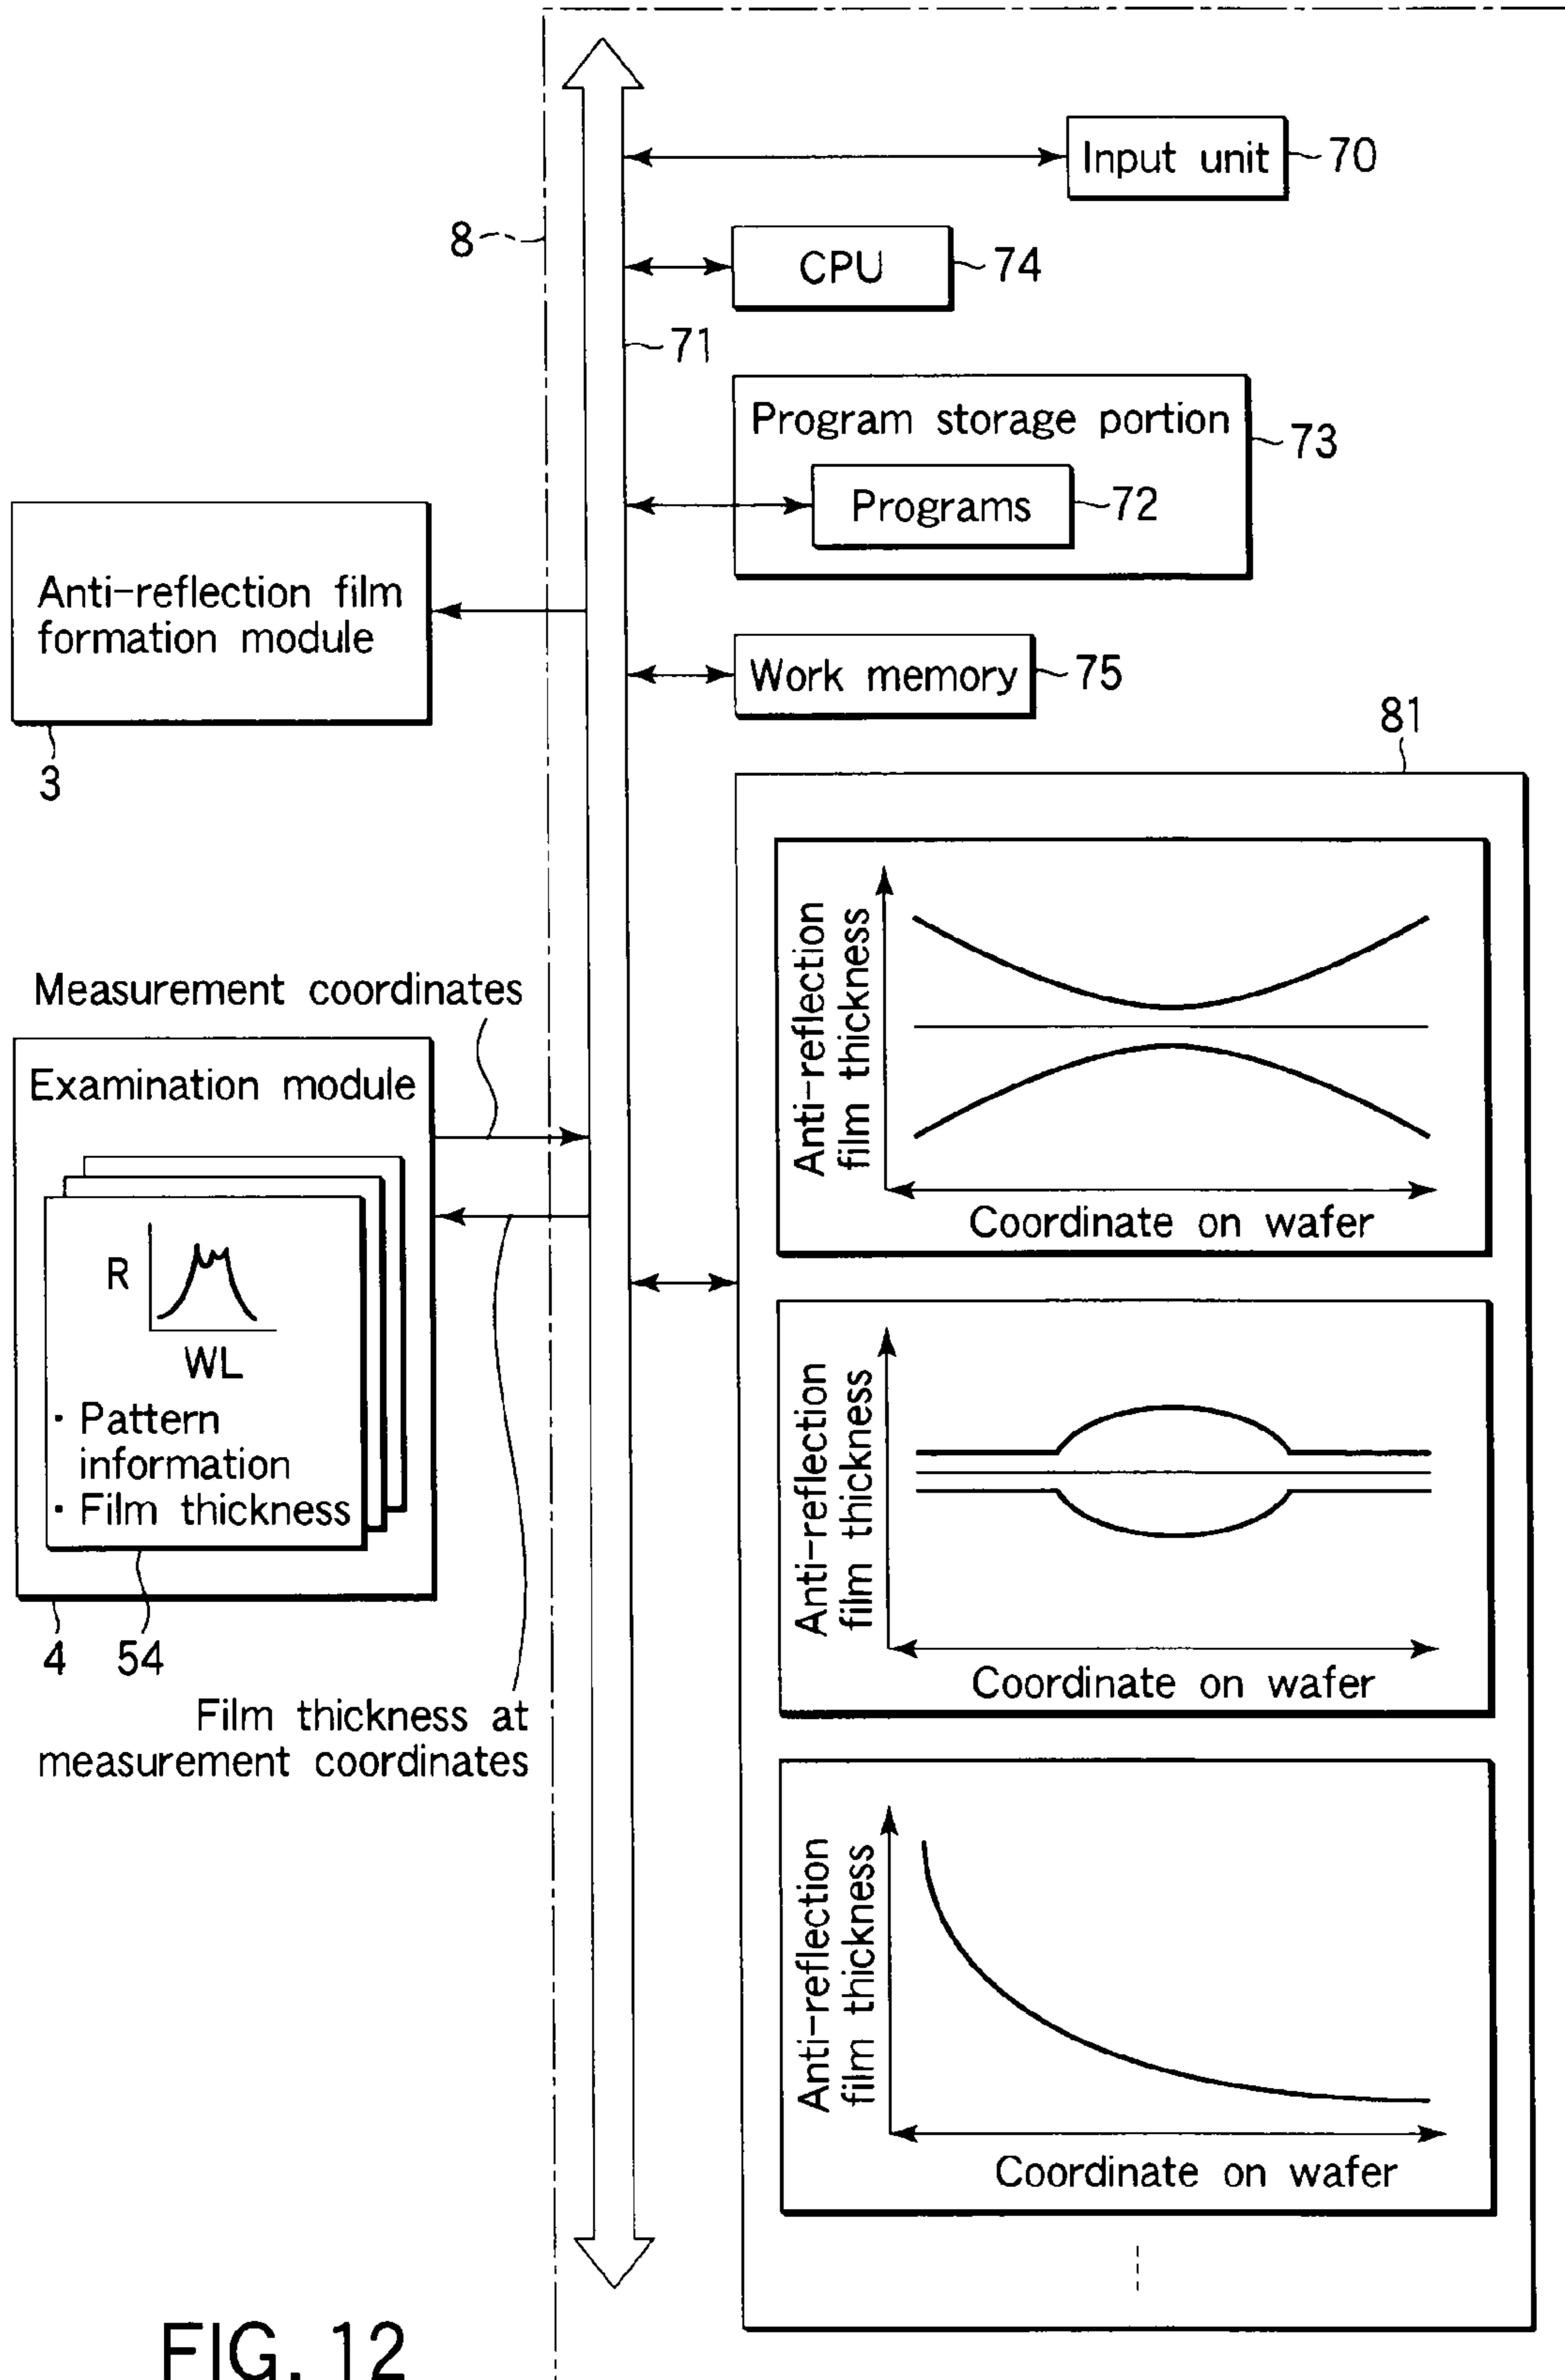 Input unit
70
8
CPU
74
71
Program storage portion
73
Programs
72
Anti-reflection film
formation module
3
Work memory
75
81
Anti-reflection
film thickness
Coordinate on wafer
Measurement coordinates
Examination module
R
WL
· Pattern
information
· Film thickness
4
54
Film thickness at
measurement coordinates
Anti-reflection
film thickness
Coordinate on wafer
Anti-reflection
film thickness
Coordinate on wafer
FIG. 12